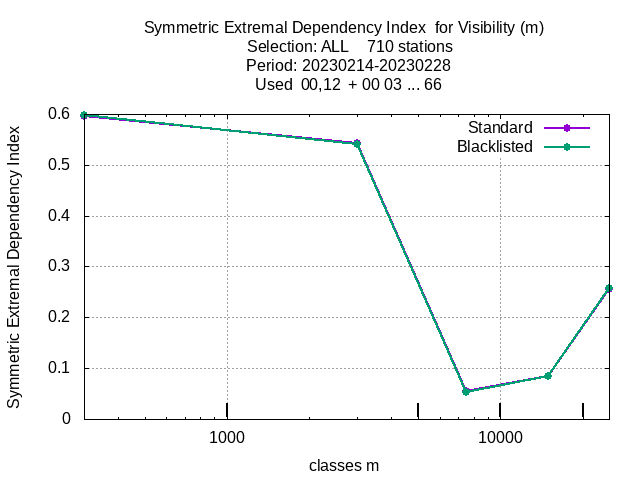 Symmetric Extremal Dependency Index  for Visibility (m)
Selection: ALL    710 stations
Period: 20230214-20230228
Used  00,12  + 00 03 ... 66
Symmetric Extremal Dependency Index
0.6
0.5
0.4
0.3
0.2
0.1
0
Standard
Blacklisted
1000
10000
classes m